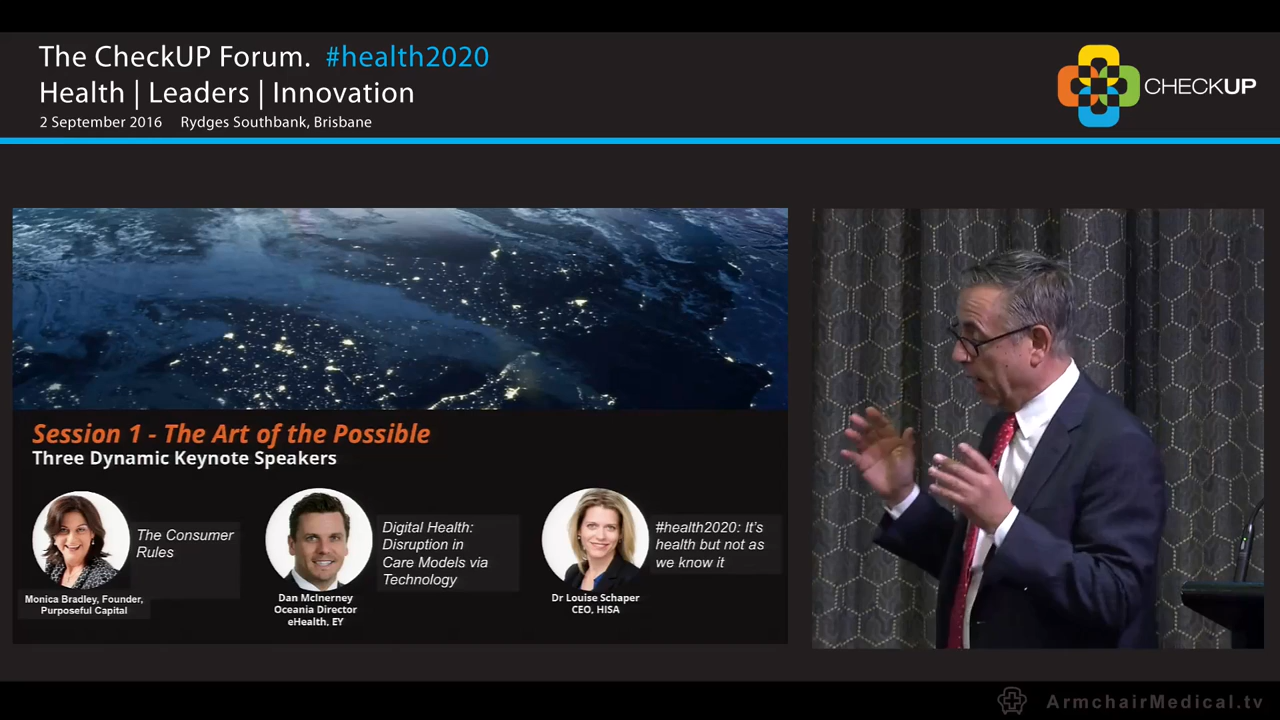 The CheckUP Forum. #health2020
Health | Leaders | Innovation
2 September 2016 Rydges Southbank, Brisbane
CHECKUP
Session 1 - The Art of the Possible
Three Dynamic Keynote Speakers
The Consumer
Rules
Monica Bradley, Founder,
Purposeful Capital
Digital Health:
Disruption in
Care Models via
Technology
Dan McInerney
Oceania Director
eHealth, EY
#health2020: It's
health but not as
we know it
Dr Louise Schaper
CEO, HISA
ArmchairMedical.tv